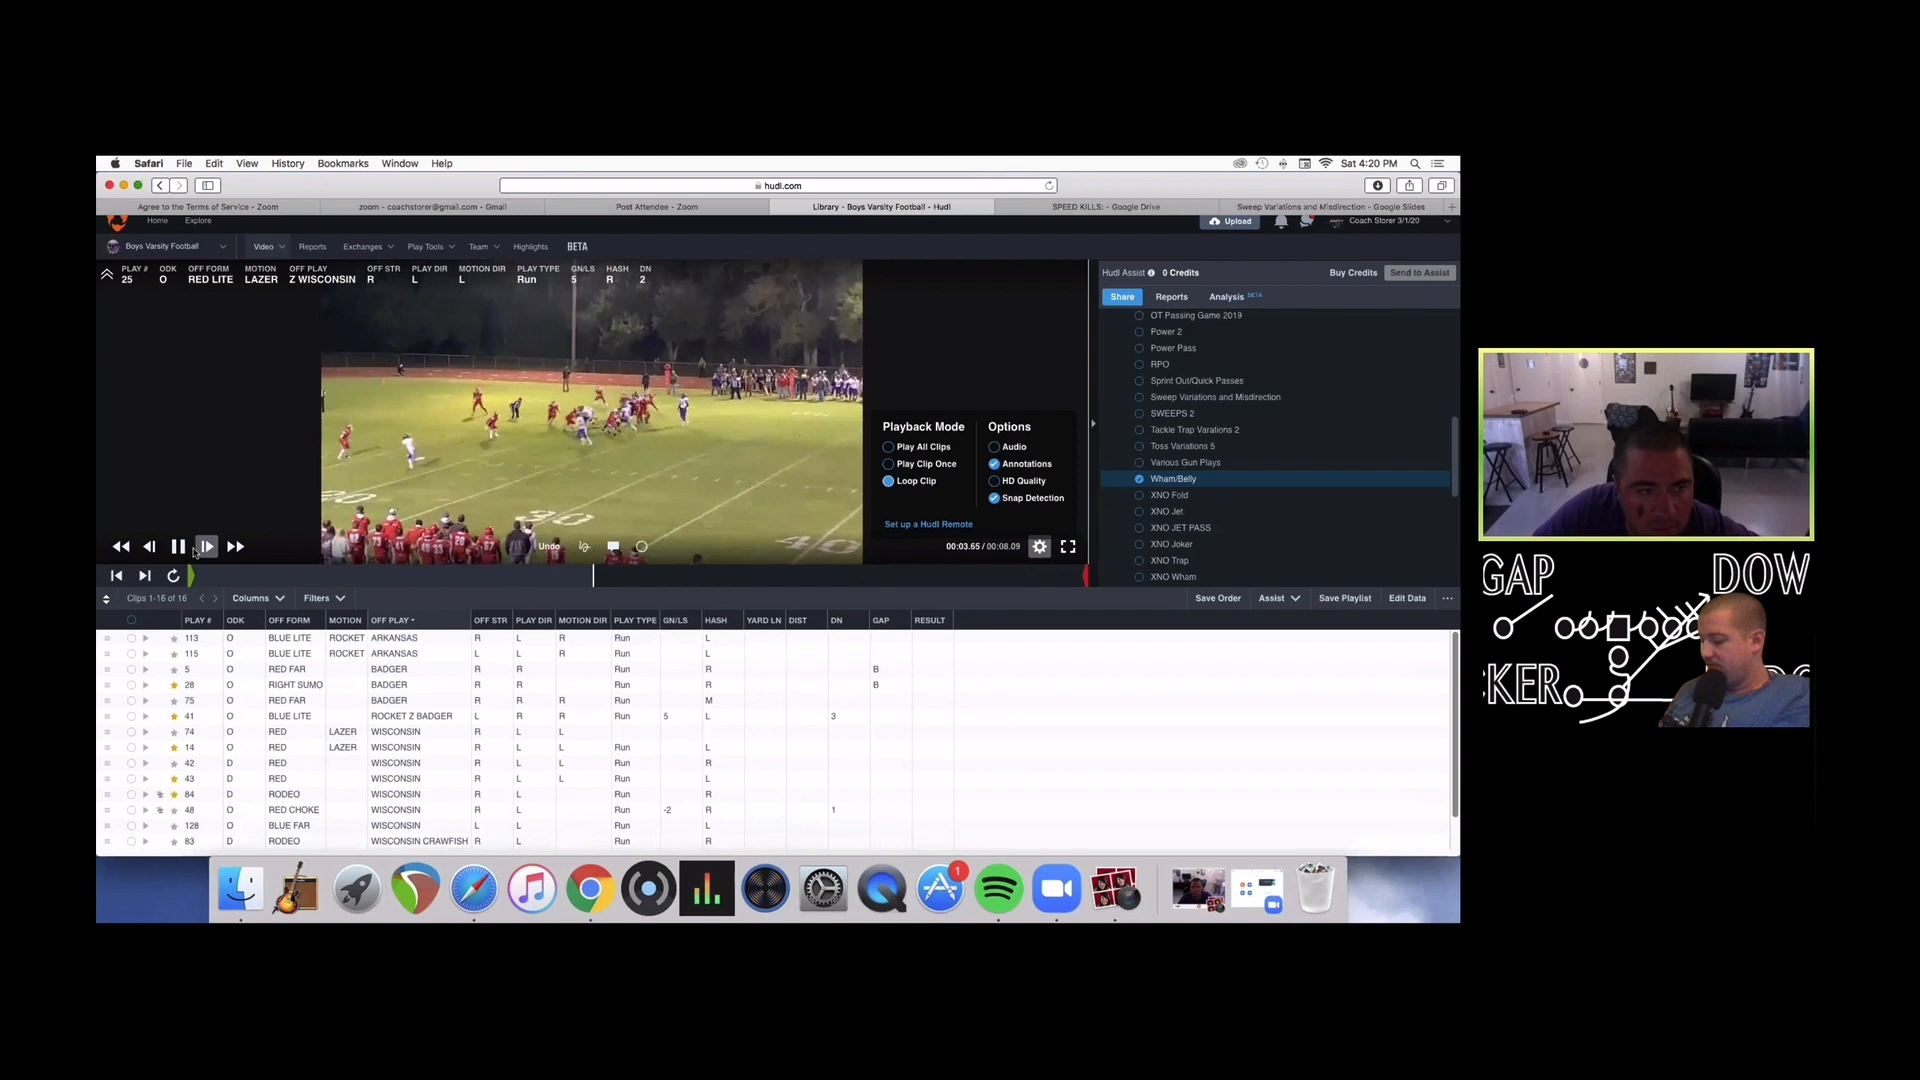 Safari File Edit View History Bookmarks Window Help Sat 4:20 PM
hudl.com
Agree to the Terms of Service - Zoom zoom - coachstorer@gmail.com - Gmail Post Attendee - Zoom Library - Boys Varsity Football - Hudl SPEED KILLS: - Google Drive Sweep Variations and Misdirection - Google Slides
Home Explore Upload Coach Storer 3/1/20
Boys Varsity Football Video Reports Exchanges Play Tools Team Highlights BETA
PLAY # ODK OFF FORM MOTION OFF PLAY OFF STR PLAY DIR MOTION DIR PLAY TYPE GN/LS HASH DN
25 O RED LITE LAZER Z WISCONSIN R L L Run 5 R 2
Hudl Assist 0 Credits Buy Credits Send to Assist
Share Reports Analysis BETA
OT Passing Game 2019
Power 2
Power Pass
RPO
Sprint Out/Quick Passes
Sweep Variations and Misdirection
SWEEPS 2
Tackle Trap Varations 2
Toss Variations 5
Various Gun Plays
Wham/Belly
XNO Fold
XNO Jet
XNO JET PASS
XNO Joker
XNO Trap
XNO Wham
Playback Mode Options
Play All Clips Audio
Play Clip Once Annotations
Loop Clip HD Quality
Snap Detection
Set up a Hudl Remote
Undo 00:03.65 / 00:08.09
30 40
Clips 1-16 of 16 Columns Filters Save Order Assist Save Playlist Edit Data
PLAY # ODK OFF FORM MOTION OFF PLAY OFF STR PLAY DIR MOTION DIR PLAY TYPE GN/LS HASH YARD LN DIST DN GAP RESULT
113 O BLUE LITE ROCKET ARKANSAS R L R Run L
115 O BLUE LITE ROCKET ARKANSAS L L R Run L
5 O RED FAR BADGER R R Run R B
28 O RIGHT SUMO BADGER R R Run R B
75 O RED FAR BADGER R R R Run M
41 O BLUE LITE ROCKET Z BADGER L R R Run 5 L 3
74 O RED LAZER WISCONSIN R L L
14 O RED LAZER WISCONSIN R L L Run L
42 D RED WISCONSIN R L L Run R
43 D RED WISCONSIN R L L Run L
84 D RODEO WISCONSIN R L Run R
48 O RED CHOKE WISCONSIN R L Run -2 R 1
128 O BLUE FAR WISCONSIN L L Run L
83 D RODEO WISCONSIN CRAWFISH R L Run R
1
GAP DOW
KER